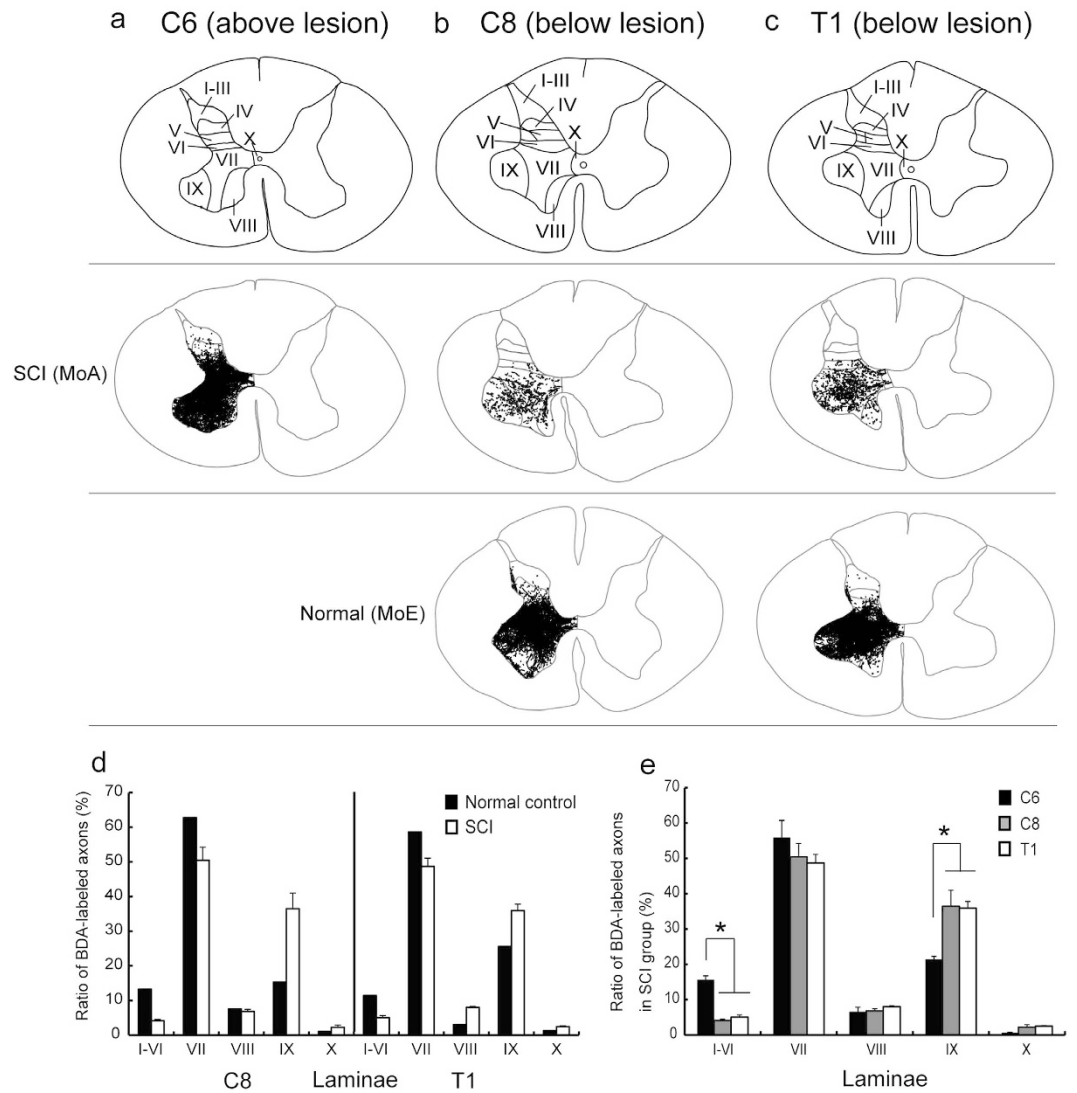 a C6 (above lesion) b C8 (below lesion) c T1 (below lesion)
I-III
IV
V
VI
X
VII
IX
VIII
I-III
IV
V
VI
X
VII
IX
VIII
I-III
IV
V
VI
X
VII
IX
VIII
SCI (MoA)
Normal (MoE)
d
Ratio of BDA-labeled axons (%)
70
60
50
40
30
20
10
0
Normal control
SCI
I-VI VII VIII IX X I-VI VII VIII IX X
C8 Laminae T1
e
Ratio of BDA-labeled axons
in SCI group (%)
70
60
50
40
30
20
10
0
C6
C8
T1
*
*
I-VI VII VIII IX X
Laminae